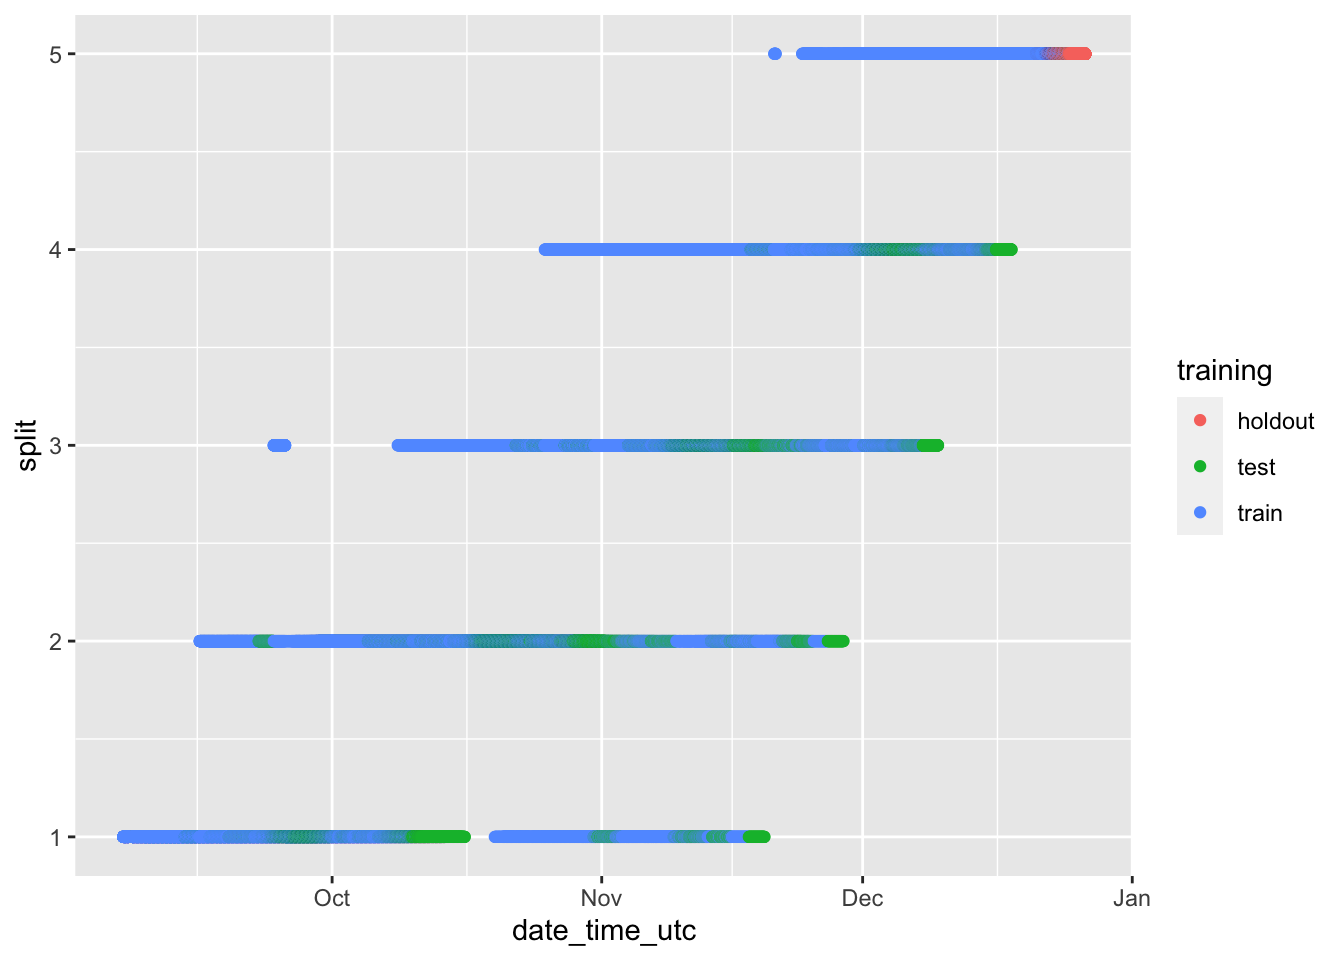 5
4
3
2
1
split
Oct
Nov
Dec
Jan
date_time_utc
training
holdout
test
train